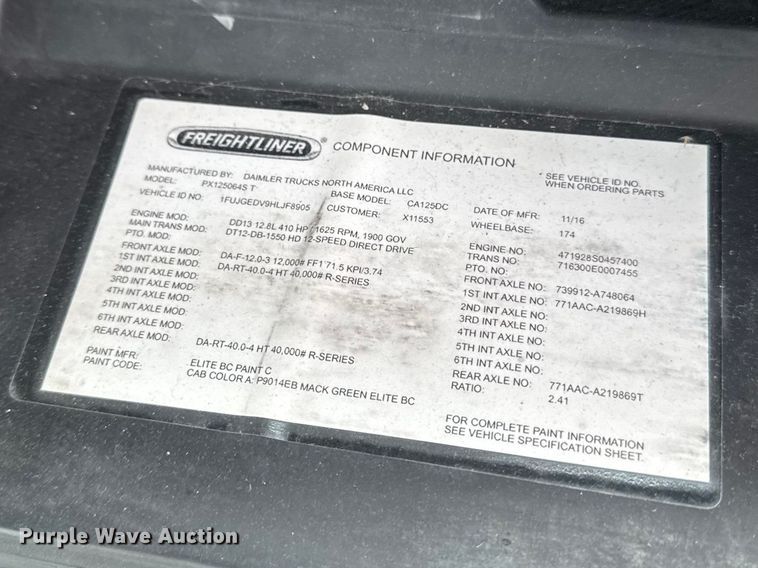 FREIGHTLINER® COMPONENT INFORMATION
* SEE VEHICLE ID NO.
WHEN ORDERING PARTS
MANUFACTURED BY: DAIMLER TRUCKS NORTH AMERICA LLC
MODEL: PX125064S T BASE MODEL: CA125DC DATE OF MFR: 11/16
VEHICLE ID NO: 1FUJGEDV9HLJF8905 CUSTOMER: X11553 WHEELBASE: 174
ENGINE MOD: DD13 12.8L 410 HP / 1625 RPM, 1900 GOV ENGINE NO: 471928S0457400
MAIN TRANS MOD: DT12-DB-1550 HD 12-SPEED DIRECT DRIVE TRANS NO: 716300E0007455
PTO. MOD: PTO. NO:
FRONT AXLE MOD: DA-F-12.0-3 12,000# FF1 71.5 KPI/3.74 FRONT AXLE NO: 739912-A748064
1ST INT AXLE MOD: DA-RT-40.0-4 HT 40,000# R-SERIES 1ST INT AXLE NO: 771AAC-A219869H
2ND INT AXLE MOD: 2ND INT AXLE NO:
3RD INT AXLE MOD: 3RD INT AXLE NO:
4TH INT AXLE MOD: 4TH INT AXLE NO:
5TH INT AXLE MOD: 5TH INT AXLE NO:
6TH INT AXLE MOD: 6TH INT AXLE NO:
REAR AXLE MOD: DA-RT-40.0-4 HT 40,000# R-SERIES REAR AXLE NO: 771AAC-A219869T
RATIO: 2.41
PAINT MFR: ELITE BC PAINT C
PAINT CODE: CAB COLOR A: P9014EB MACK GREEN ELITE BC
FOR COMPLETE PAINT INFORMATION
SEE VEHICLE SPECIFICATION SHEET.
Purple Wave Auction®